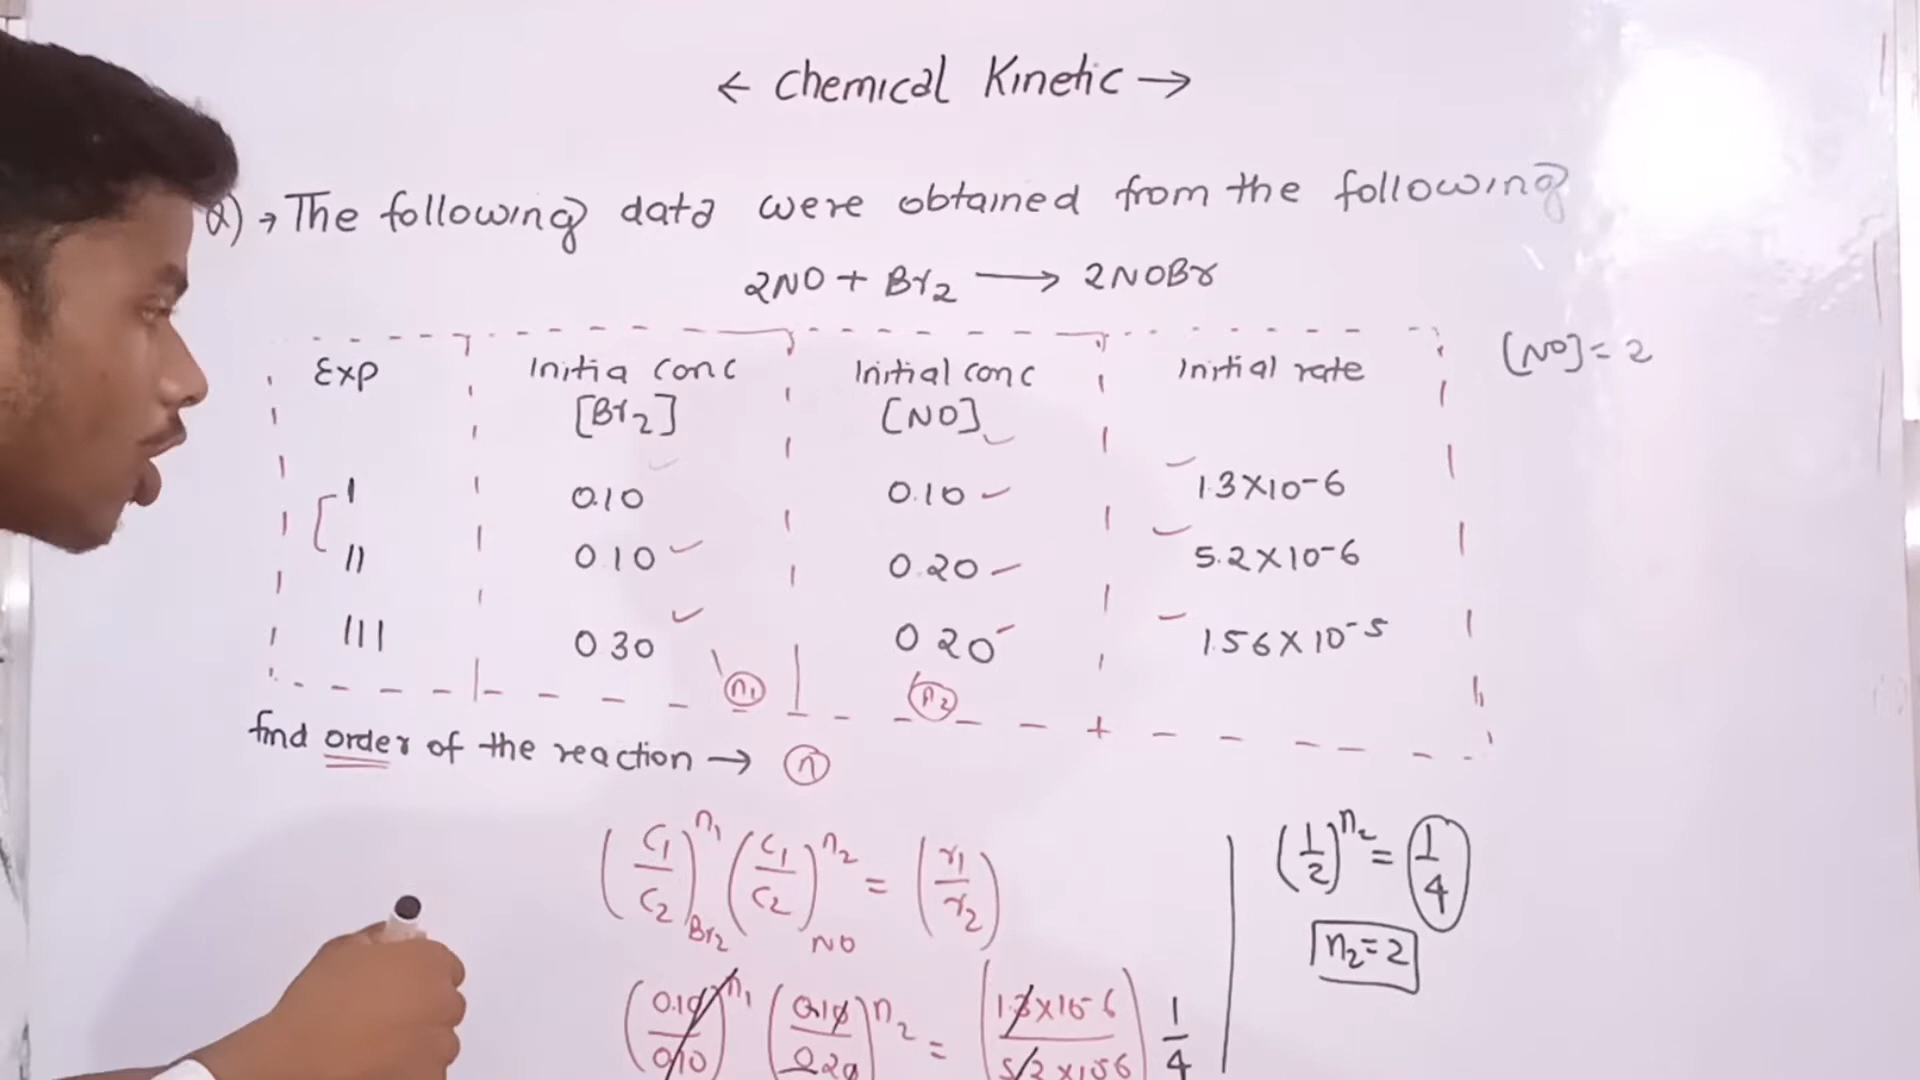 ← Chemical Kinetic →
Q) → The following data were obtained from the following
2NO + Br2 → 2NOBr
Exp Initia conc [Br2] Initial conc [NO] Initial rate [NO] = 2
I 0.10 0.10 1.3×10-6
II 0.10 0.20 5.2×10-6
III 0.30 0.20 1.56×10-5
n1 n2
find order of the reaction → n
(C1/C2)^n1 Br2 (C1/C2)^n2 NO = (r1/r2)
(1/2)^n2 = 1/4
n2=2
(0.10/0.10)^n1 (0.10/0.20)^n2 = (1.3×10-6/5.2×10-6) 1/4